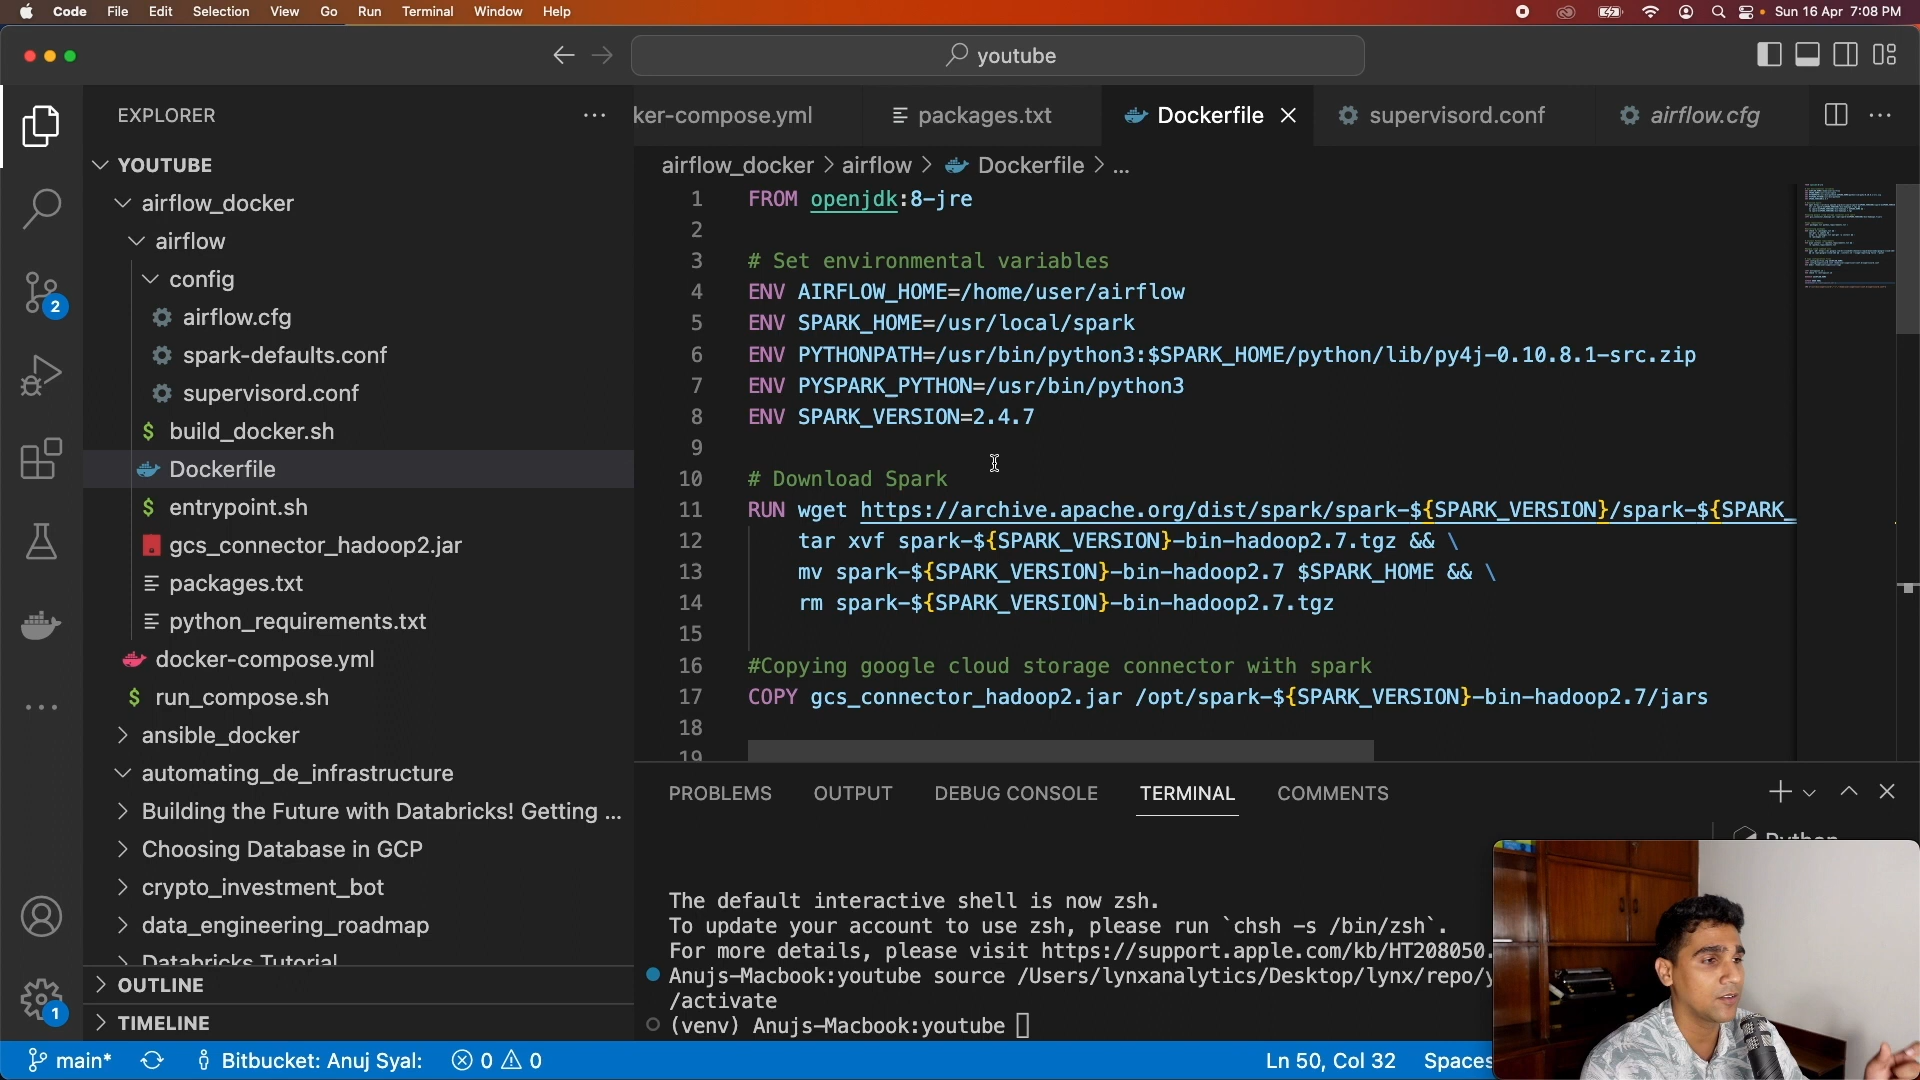 Code File Edit Selection View Go Run Terminal Window Help Sun 16 Apr 7:08 PM
youtube
EXPLORER
YOUTUBE
airflow_docker
airflow
config
airflow.cfg
spark-defaults.conf
supervisord.conf
build_docker.sh
Dockerfile
entrypoint.sh
gcs_connector_hadoop2.jar
packages.txt
python_requirements.txt
docker-compose.yml
run_compose.sh
ansible_docker
automating_de_infrastructure
Building the Future with Databricks! Getting ...
Choosing Database in GCP
crypto_investment_bot
data_engineering_roadmap
Databricks Tutorial
OUTLINE
TIMELINE
2
1
ker-compose.yml packages.txt Dockerfile supervisord.conf airflow.cfg
airflow_docker > airflow > Dockerfile > ...
1 FROM openjdk:8-jre
2
3 # Set environmental variables
4 ENV AIRFLOW_HOME=/home/user/airflow
5 ENV SPARK_HOME=/usr/local/spark
6 ENV PYTHONPATH=/usr/bin/python3:$SPARK_HOME/python/lib/py4j-0.10.8.1-src.zip
7 ENV PYSPARK_PYTHON=/usr/bin/python3
8 ENV SPARK_VERSION=2.4.7
9
10 # Download Spark
11 RUN wget https://archive.apache.org/dist/spark/spark-${SPARK_VERSION}/spark-${SPARK_
12 tar xvf spark-${SPARK_VERSION}-bin-hadoop2.7.tgz && \
13 mv spark-${SPARK_VERSION}-bin-hadoop2.7 $SPARK_HOME && \
14 rm spark-${SPARK_VERSION}-bin-hadoop2.7.tgz
15
16 #Copying google cloud storage connector with spark
17 COPY gcs_connector_hadoop2.jar /opt/spark-${SPARK_VERSION}-bin-hadoop2.7/jars
18
19
PROBLEMS OUTPUT DEBUG CONSOLE TERMINAL COMMENTS
Python
The default interactive shell is now zsh.
To update your account to use zsh, please run `chsh -s /bin/zsh`.
For more details, please visit https://support.apple.com/kb/HT208050.
Anujs-Macbook:youtube source /Users/lynxanalytics/Desktop/lynx/repo/y
/activate
(venv) Anujs-Macbook:youtube
main* Bitbucket: Anuj Syal: 0 0 Ln 50, Col 32 Spaces